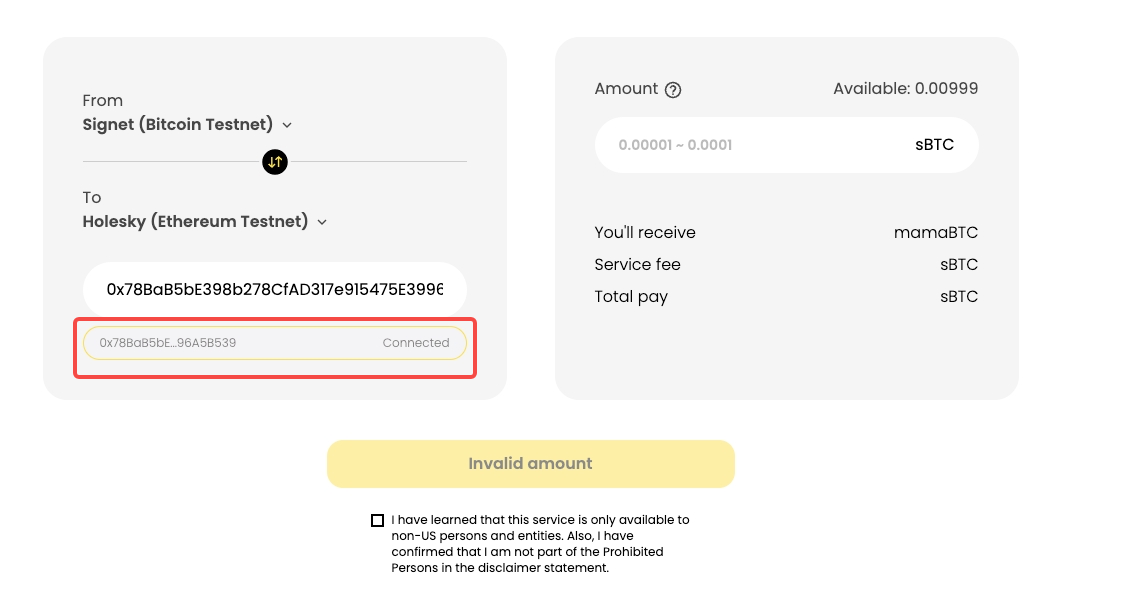 From
Signet (Bitcoin Testnet)
To
Holesky (Ethereum Testnet)
0x78BaB5bE398b278CfAD317e915475E3996
0x78BaB5bE...96A5B539 Connected
Amount ? Available: 0.00999
0.00001 ~ 0.0001 sBTC
You'll receive mamaBTC
Service fee sBTC
Total pay sBTC
Invalid amount
I have learned that this service is only available to
non-US persons and entities. Also, I have
confirmed that I am not part of the Prohibited
Persons in the disclaimer statement.